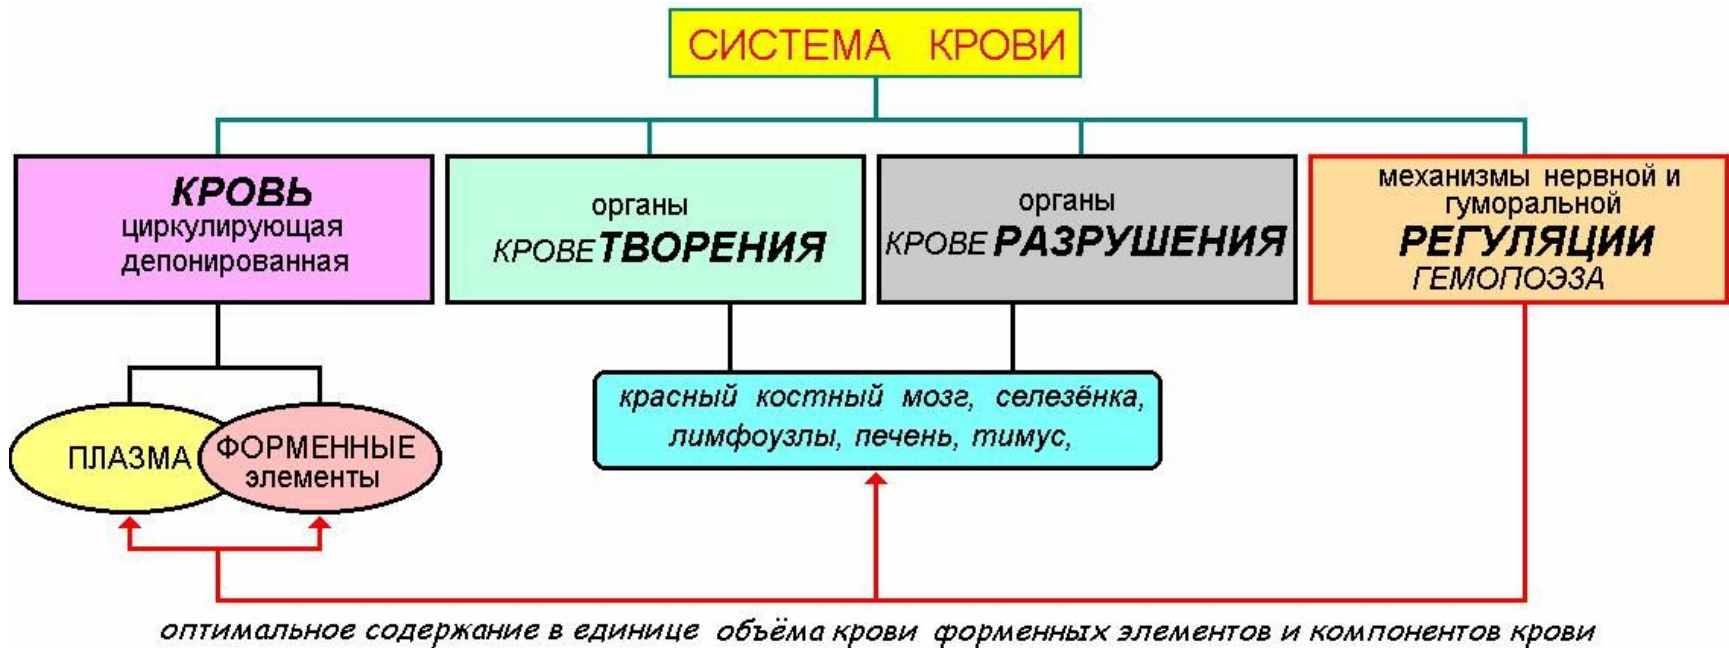 СИСТЕМА КРОВИ
КРОВЬ
циркулирующая
депонированная
органы
КРОВЕТВОРЕНИЯ
органы
КРОВЕРАЗРУШЕНИЯ
механизмы нервной и
гуморальной
РЕГУЛЯЦИИ
ГЕМОПОЭЗА
ПЛАЗМА
ФОРМЕННЫЕ
элементы
красный костный мозг, селезёнка,
лимфоузлы, печень, тимус,
оптимальное содержание в единице объёма крови форменных элементов и компонентов крови